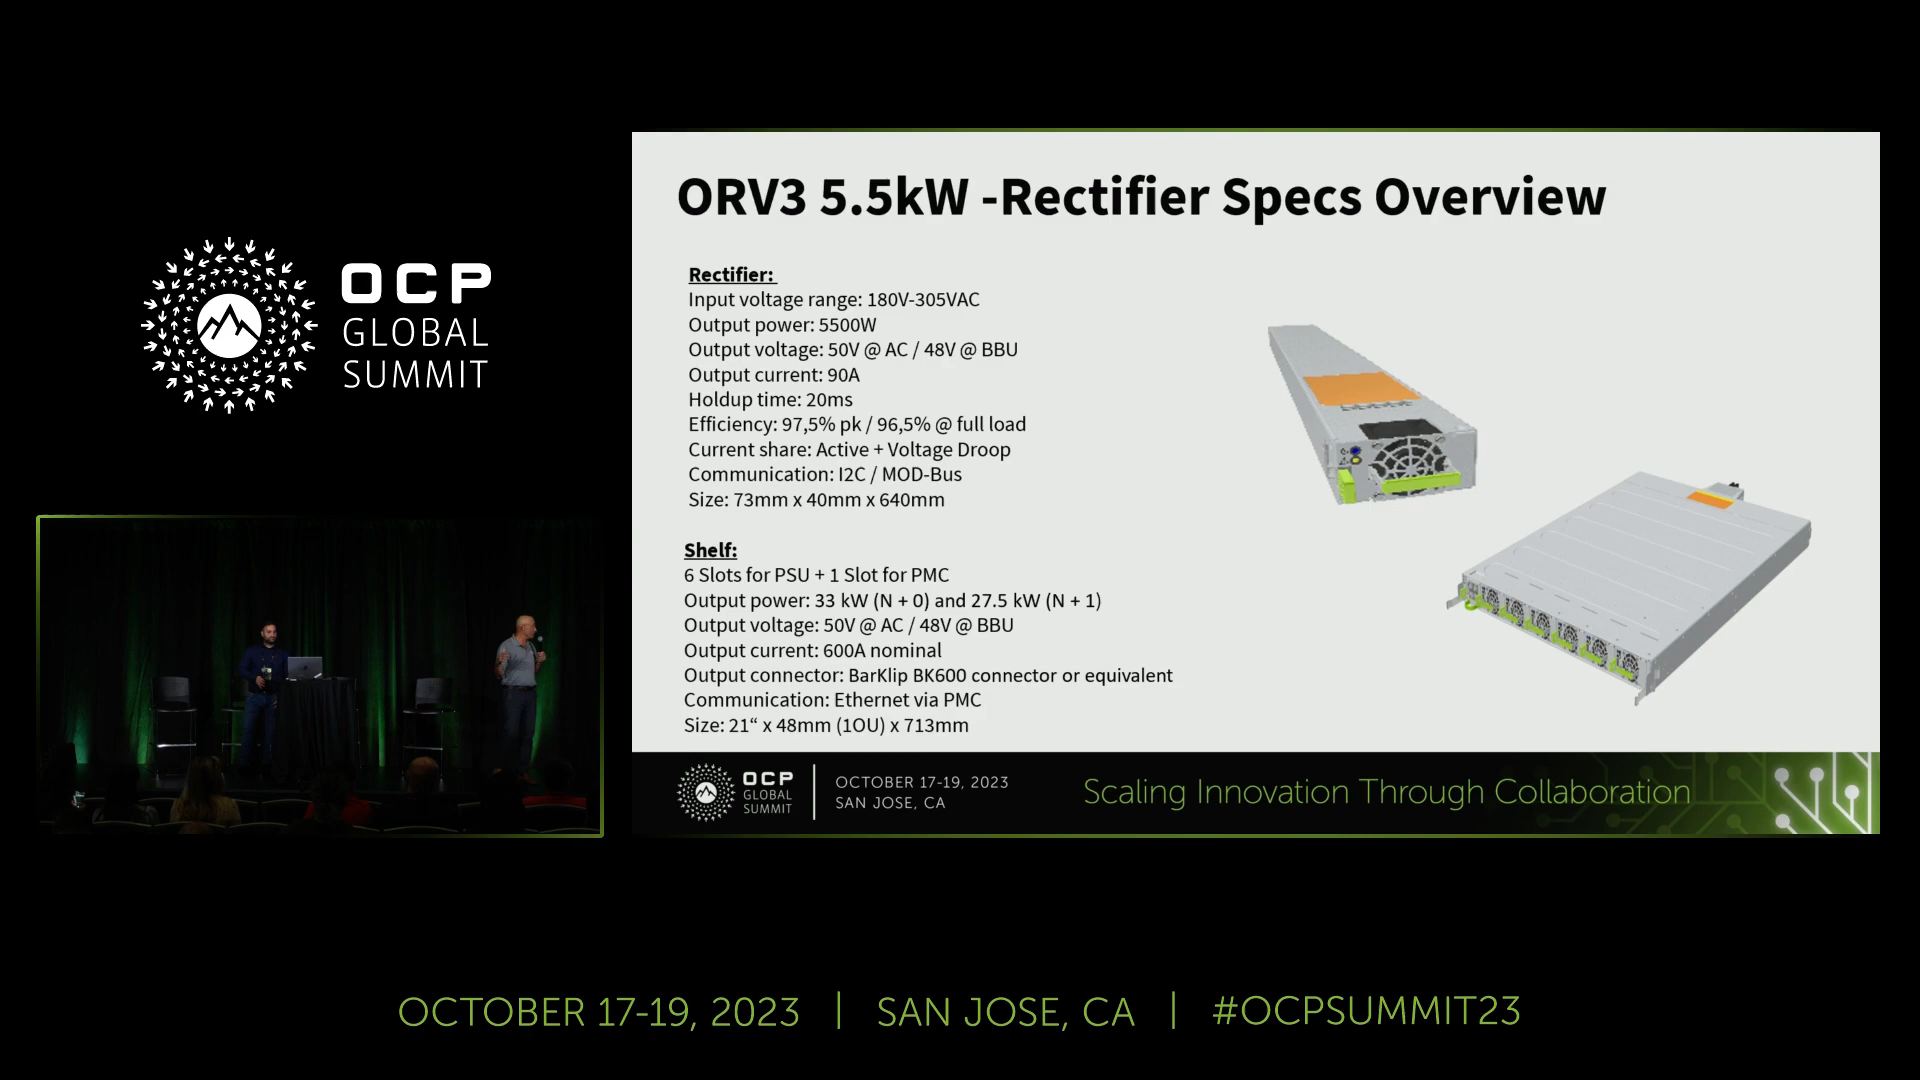 OCP
GLOBAL
SUMMIT
ORV3 5.5kW -Rectifier Specs Overview
Rectifier:
Input voltage range: 180V-305VAC
Output power: 5500W
Output voltage: 50V @ AC / 48V @ BBU
Output current: 90A
Holdup time: 20ms
Efficiency: 97,5% pk / 96,5% @ full load
Current share: Active + Voltage Droop
Communication: I2C / MOD-Bus
Size: 73mm x 40mm x 640mm
Shelf:
6 Slots for PSU + 1 Slot for PMC
Output power: 33 kW (N + 0) and 27.5 kW (N + 1)
Output voltage: 50V @ AC / 48V @ BBU
Output current: 600A nominal
Output connector: BarKlip BK600 connector or equivalent
Communication: Ethernet via PMC
Size: 21“ x 48mm (1OU) x 713mm
OCP
GLOBAL
SUMMIT
OCTOBER 17-19, 2023
SAN JOSE, CA
Scaling Innovation Through Collaboration
OCTOBER 17-19, 2023 | SAN JOSE, CA | #OCPSUMMIT23